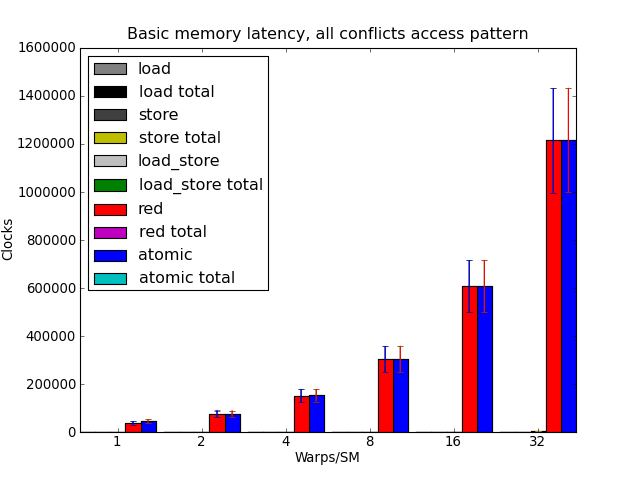 Basic memory latency, all conflicts access pattern
1600000
1400000
1200000
1000000
800000
600000
400000
200000
0
Clocks
load
load total
store
store total
load_store
load_store total
red
red total
atomic
atomic total
1 2 4 8 16 32
Warps/SM